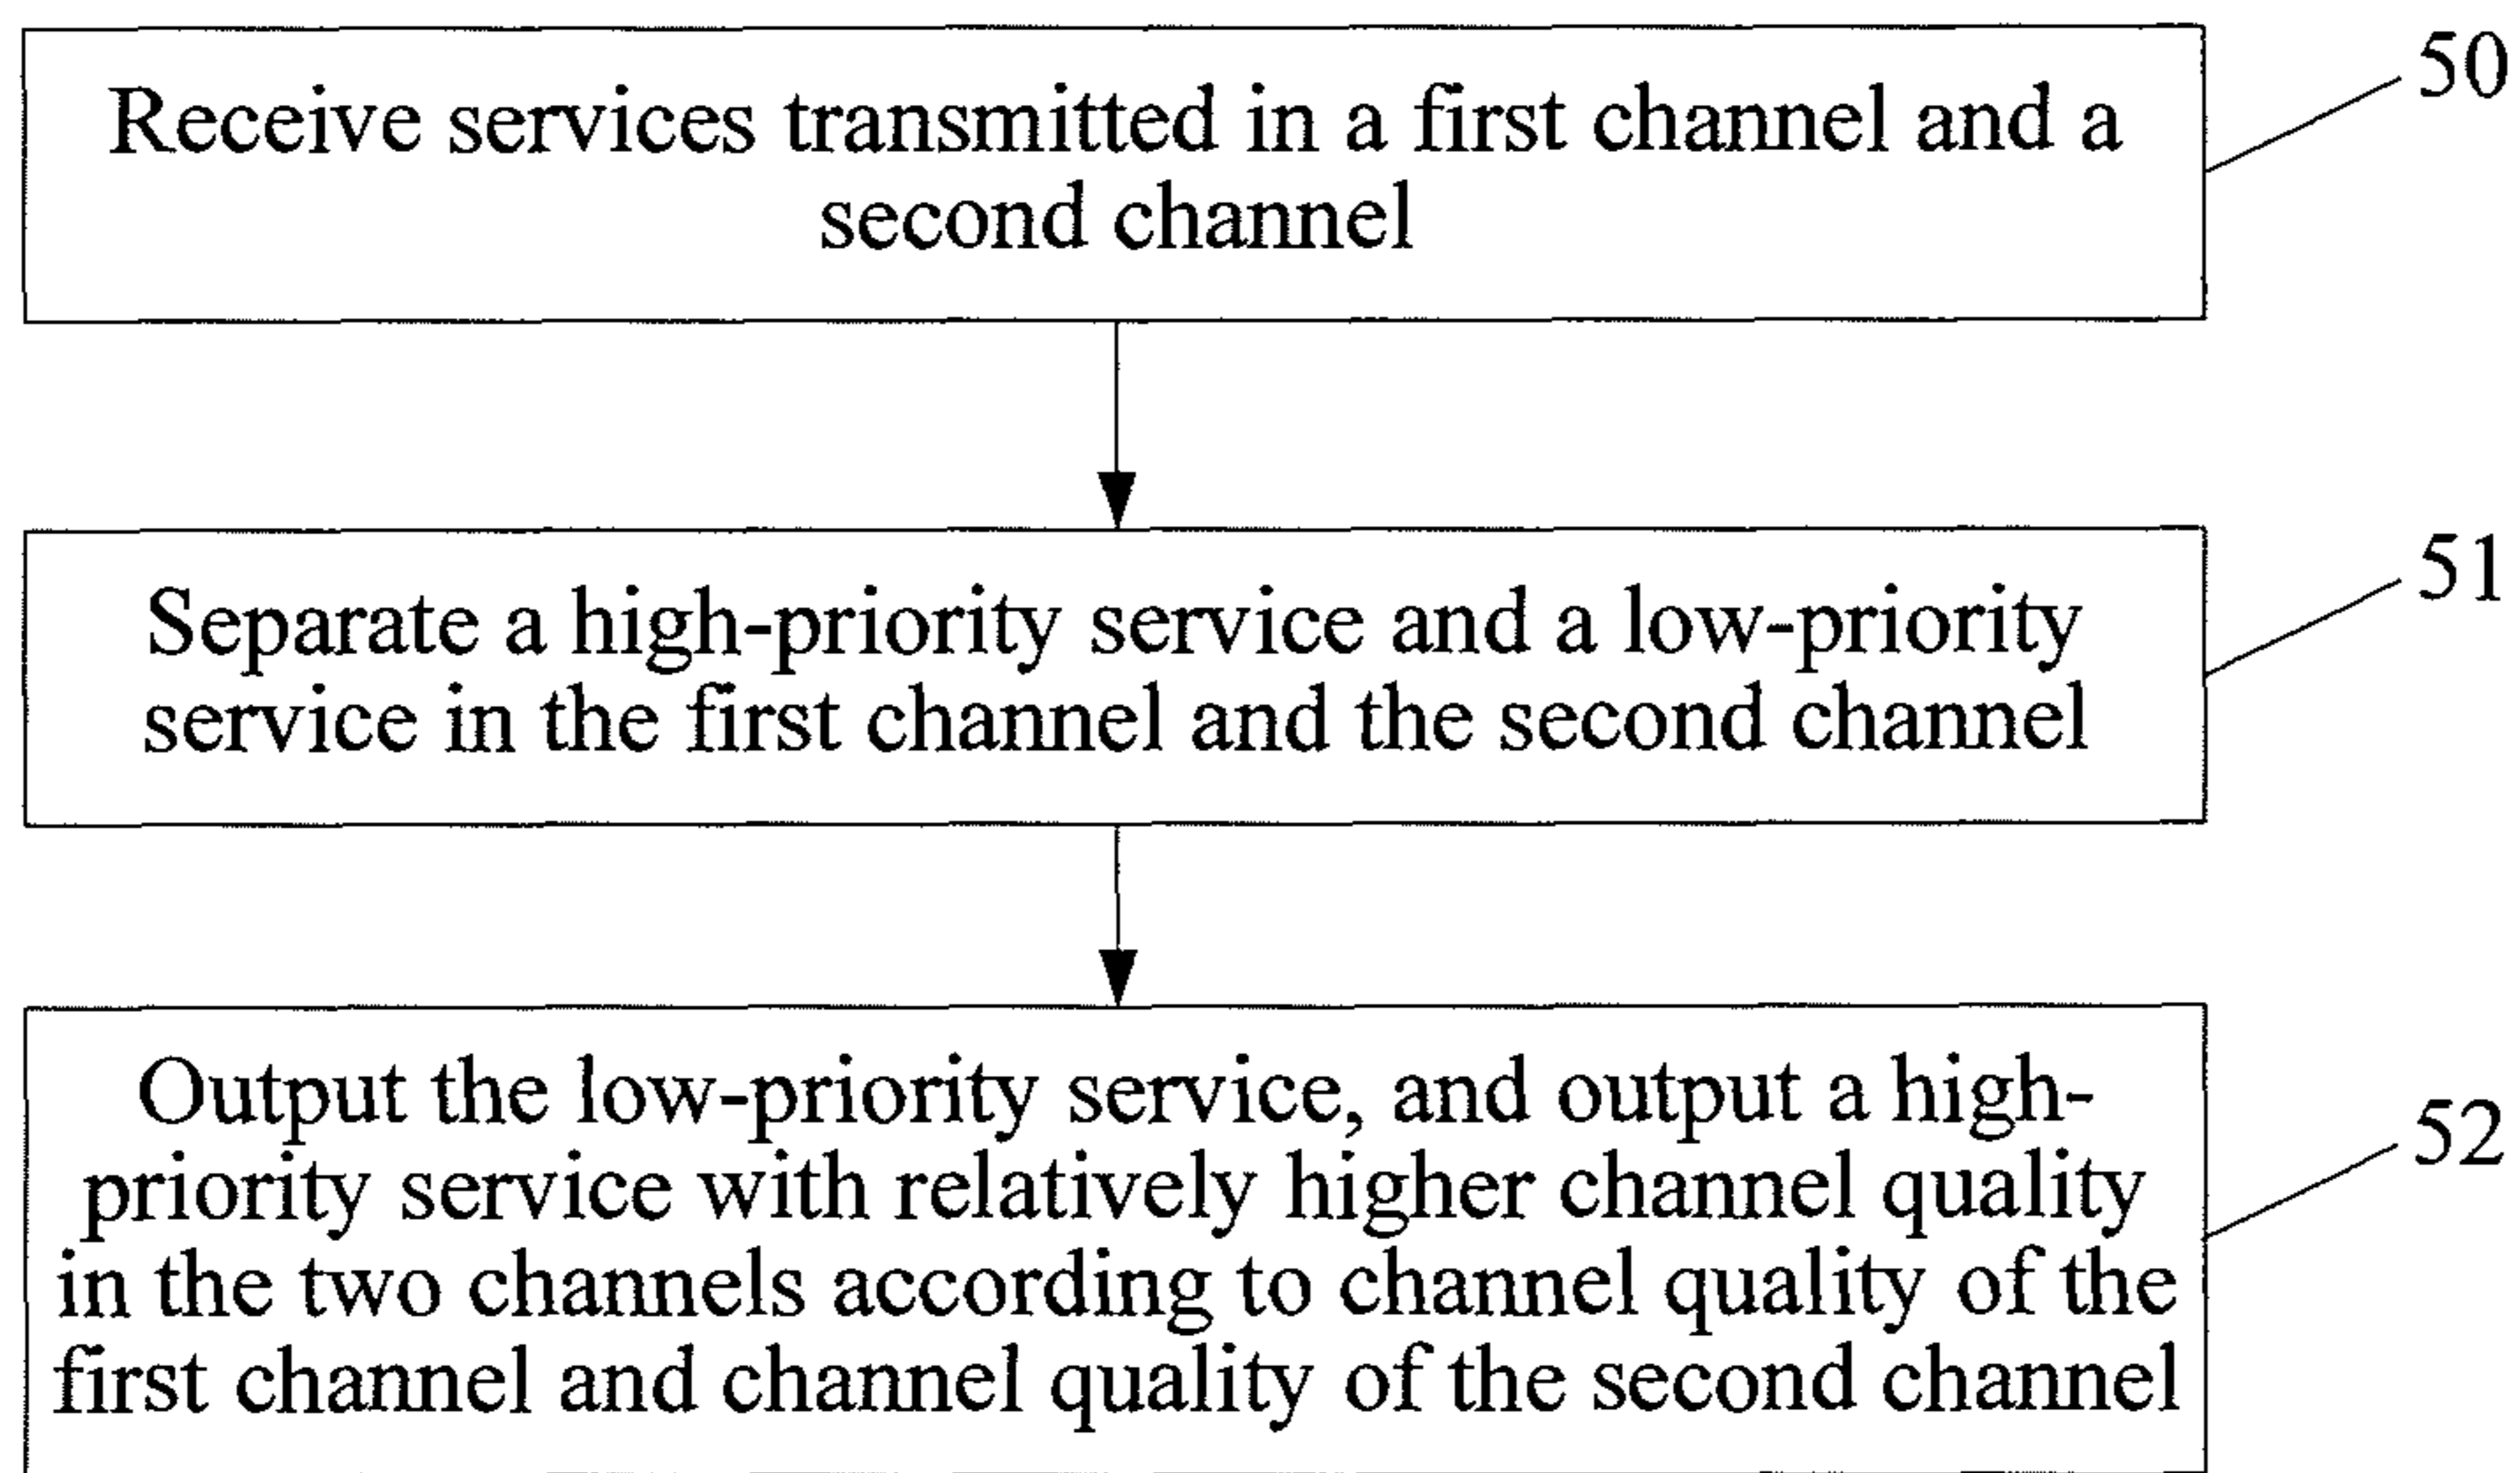 Receive services transmitted in a first channel and a
second channel
50
Separate a high-priority service and a low-priority
service in the first channel and the second channel
51
Output the low-priority service, and output a high-
priority service with relatively higher channel quality
in the two channels according to channel quality of the
first channel and channel quality of the second channel
52